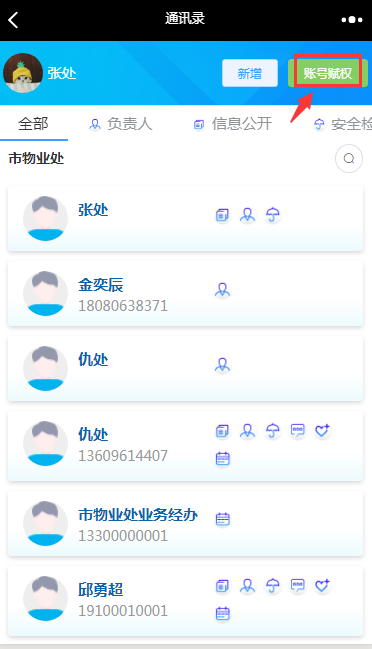 通讯录
张处
新增
账号赋权
全部
负责人
信息公开
安全检
市物业处
张处
金奕辰
18080638371
仇处
仇处
13609614407
市物业处业务经办
13300000001
邱勇超
19100010001